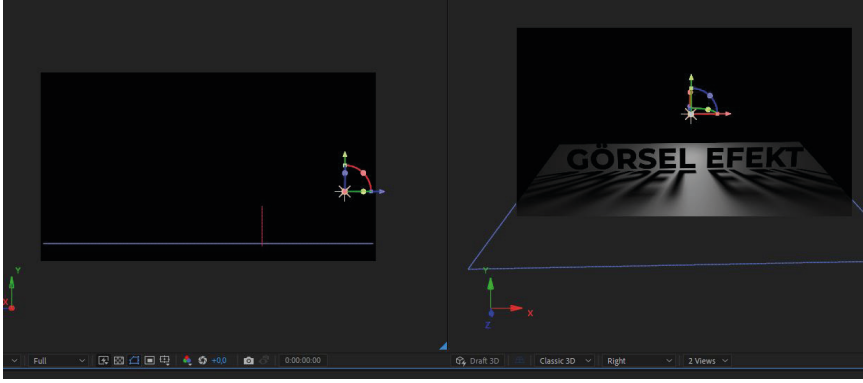 GÖRSEL EFEKT
Y
X
Y
X
Z
Full
+0,0
0:00:00:00
Draft 3D
Classic 3D
Right
2 Views